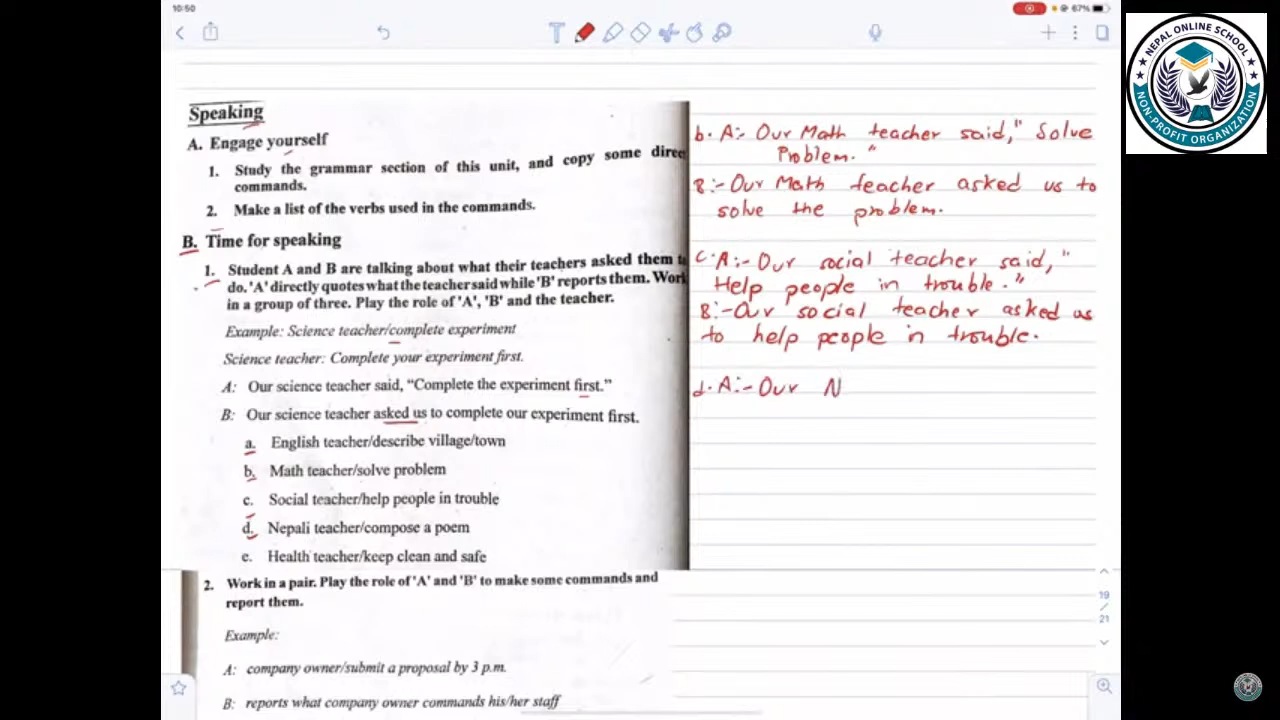 10:50
67%
NEPAL ONLINE SCHOOL
NON-PROFIT ORGANIZATION
Speaking
A. Engage yourself
1. Study the grammar section of this unit, and copy some direc
commands.
2. Make a list of the verbs used in the commands.
B. Time for speaking
1. Student A and B are talking about what their teachers asked them t
do. 'A' directly quotes what the teacher said while 'B' reports them. Work
in a group of three. Play the role of 'A', 'B' and the teacher.
Example: Science teacher/complete experiment
Science teacher: Complete your experiment first.
A: Our science teacher said, "Complete the experiment first."
B: Our science teacher asked us to complete our experiment first.
a. English teacher/describe village/town
b. Math teacher/solve problem
c. Social teacher/help people in trouble
d. Nepali teacher/compose a poem
e. Health teacher/keep clean and safe
2. Work in a pair. Play the role of 'A' and 'B' to make some commands and
report them.
Example:
A: company owner/submit a proposal by 3 p.m.
B: reports what company owner commands his/her staff
b. A:- Our Math teacher said, " Solve
Problem. "
B:- Our Math teacher asked us to
solve the problem.
c. A:- Our social teacher said, "
Help people in trouble. "
B:- Our social teacher asked us
to help people in trouble.
d. A:- Our N
19
/
21